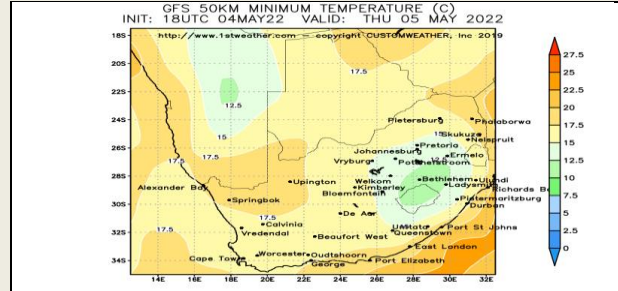 GFS 50KM MINIMUM TEMPERATURE (C)
INIT: 18UTC 04MAY22 VALID: THU 05 MAY 2022
http://www.1stweather.com — copyright CUSTOMWEATHER, Inc 2019
18S
20S
22S
24S
26S
28S
30S
32S
34S
17.5
17.5
12.5
15
Pietersburg
Phalaborwa
15
Skukuza
Nelspruit
Pretoria
Johannesburg
12.5
Ermelo
Vryburg
Potchefstroom
17.5
17.5
Welkom
Bethlehem
Ulundi
Alexander Bay
Upington
Kimberley
Ladysmith
Richards B
Bloemfontein
Springbok
Pietermaritzburg
Durban
De Aar
17.5
17.5
Calvinia
Vredendal
Umtata
Port St Johns
Beaufort West
Queenstown
East London
Cape Town
Worcester
Oudtshoorn
George
Port Elizabeth
14E 16E 18E 20E 22E 24E 26E 28E 30E 32E
27.5
25
22.5
20
17.5
15
12.5
10
7.5
5
2.5
0